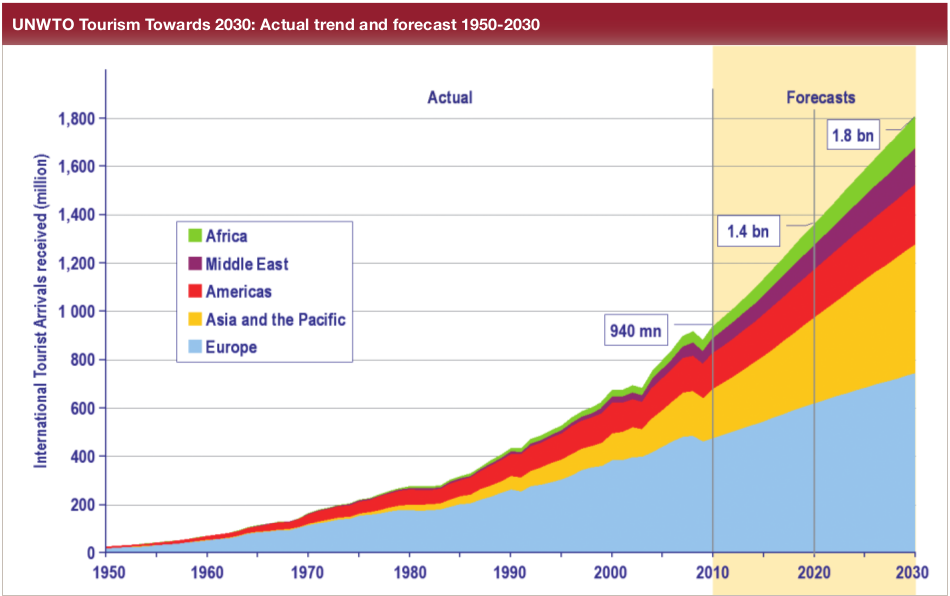 UNWTO Tourism Towards 2030: Actual trend and forecast 1950-2030
Actual
Forecasts
1.8 bn
1.4 bn
940 mn
International Tourist Arrivals received (million)
1,800
1,600
1,400
1,200
1 000
800
600
400
200
0
Africa
Middle East
Americas
Asia and the Pacific
Europe
1950
1960
1970
1980
1990
2000
2010
2020
2030